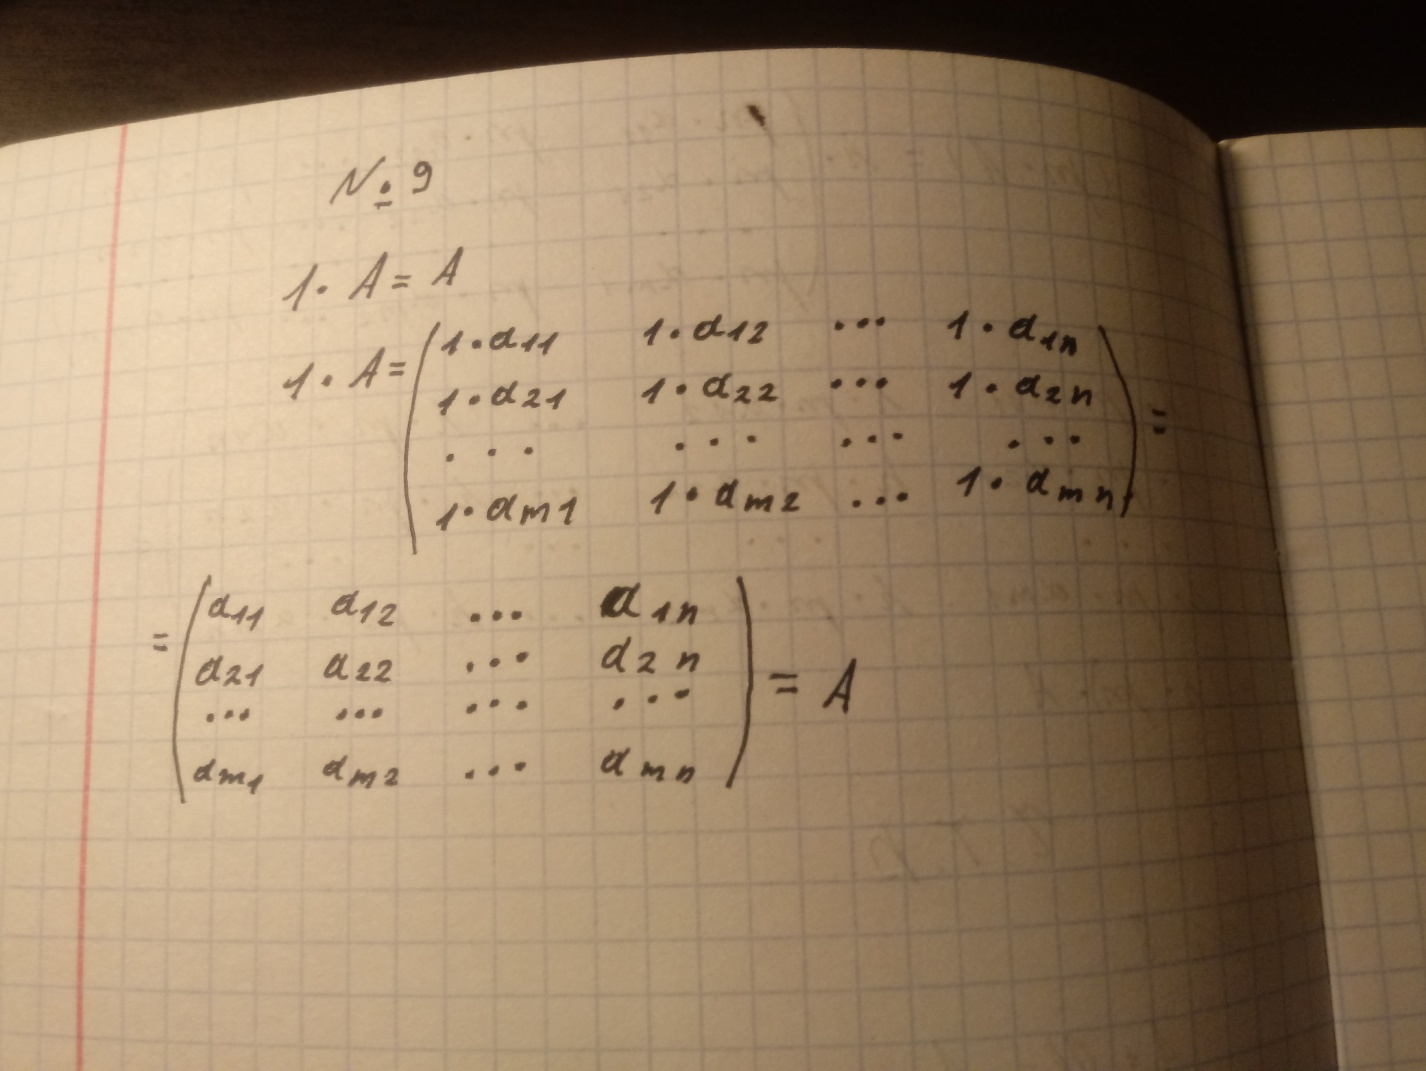 № 9
1 · A = A
1 · A = ( 1 · a11 1 · a12 ... 1 · a1n
1 · a21 1 · a22 ... 1 · a2n
... ... ... ...
1 · am1 1 · am2 ... 1 · amn ) =
= ( a11 a12 ... a1n
a21 a22 ... a2n
... ... ... ...
am1 am2 ... amn ) = A